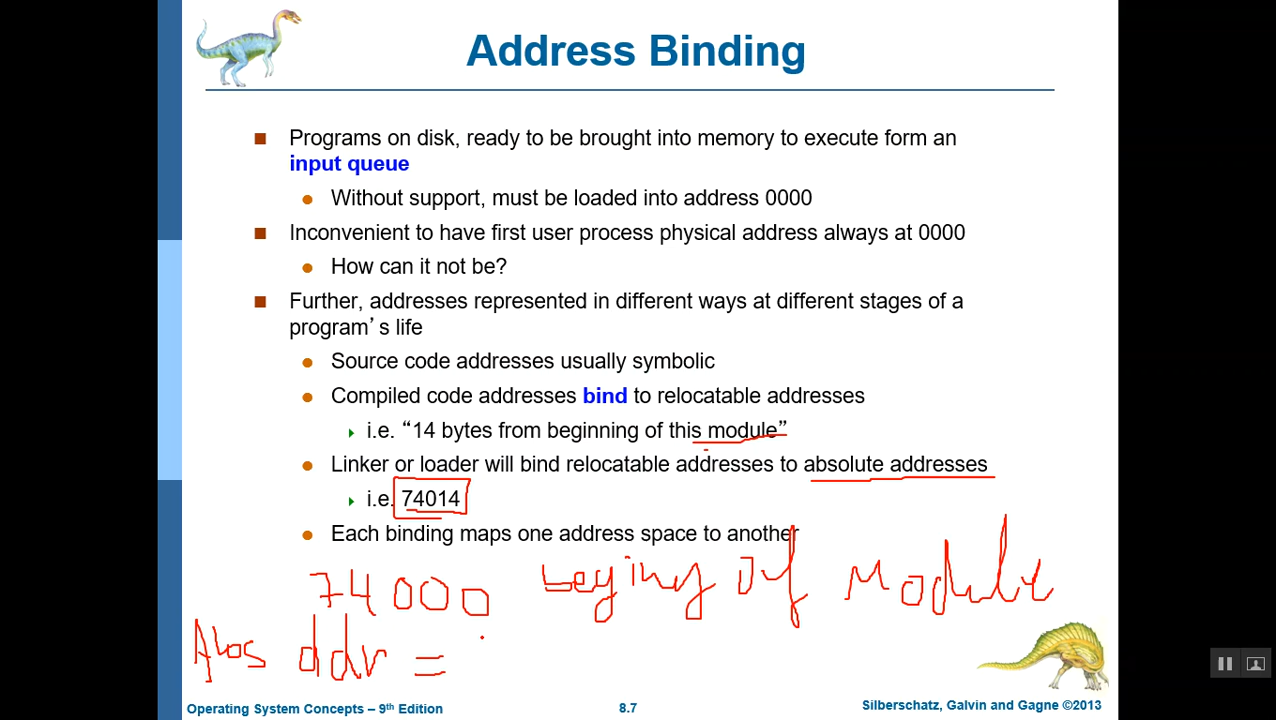 Address Binding
Programs on disk, ready to be brought into memory to execute form an
input queue
Without support, must be loaded into address 0000
Inconvenient to have first user process physical address always at 0000
How can it not be?
Further, addresses represented in different ways at different stages of a
program’s life
Source code addresses usually symbolic
Compiled code addresses bind to relocatable addresses
i.e. “14 bytes from beginning of this module”
Linker or loader will bind relocatable addresses to absolute addresses
i.e. 74014
Each binding maps one address space to another
74000 beging of Module
Abos ddr =
Operating System Concepts – 9th Edition
8.7
Silberschatz, Galvin and Gagne ©2013